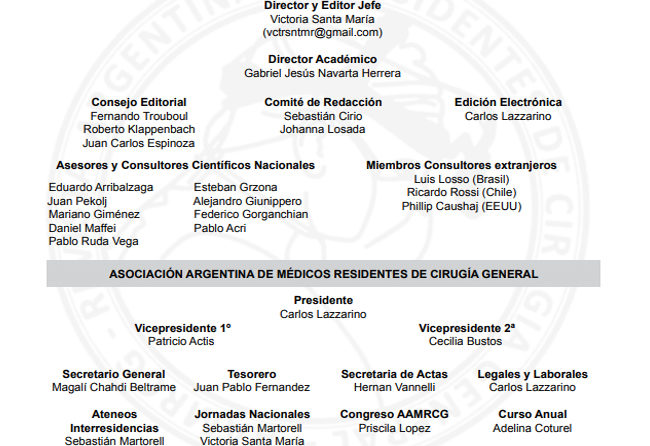 Director y Editor Jefe
Victoria Santa María
(vctrsntmr@gmail.com)
Director Académico
Gabriel Jesús Navarta Herrera
Consejo Editorial
Fernando Trouboul
Roberto Klappenbach
Juan Carlos Espinoza
Comité de Redacción
Sebastián Cirio
Johanna Losada
Edición Electrónica
Carlos Lazzarino
Asesores y Consultores Científicos Nacionales
Eduardo Arribalzaga
Juan Pekolj
Mariano Giménez
Daniel Maffei
Pablo Ruda Vega
Esteban Grzona
Alejandro Giunippero
Federico Gorganchian
Pablo Acri
Miembros Consultores extranjeros
Luis Losso (Brasil)
Ricardo Rossi (Chile)
Phillip Caushaj (EEUU)
ASOCIACIÓN ARGENTINA DE MÉDICOS RESIDENTES DE CIRUGÍA GENERAL
Presidente
Carlos Lazzarino
Vicepresidente 1º
Patricio Actis
Vicepresidente 2ª
Cecilia Bustos
Secretario General
Magalí Chahdi Beltrame
Tesorero
Juan Pablo Fernandez
Secretaria de Actas
Hernan Vannelli
Legales y Laborales
Carlos Lazzarino
Ateneos
Interresidencias
Sebastián Martorell
Jornadas Nacionales
Sebastián Martorell
Victoria Santa María
Congreso AAMRCG
Priscila Lopez
Curso Anual
Adelina Coturel